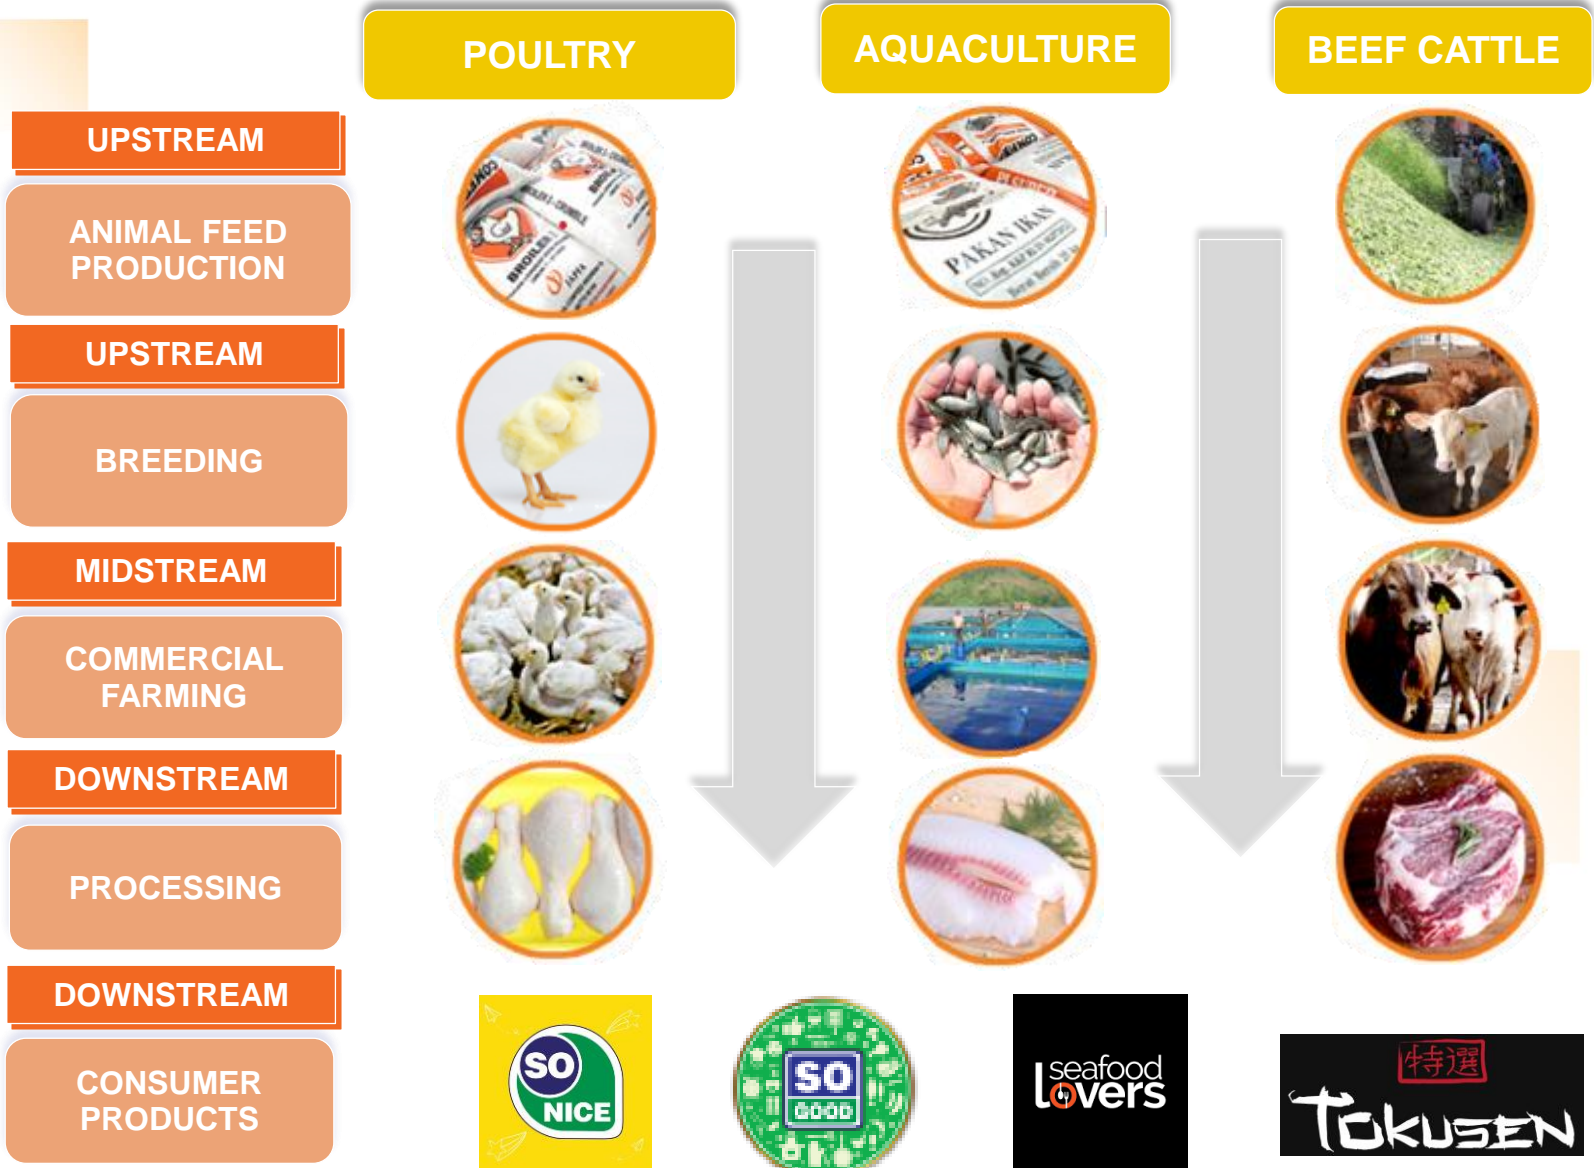 POULTRY
AQUACULTURE
BEEF CATTLE
UPSTREAM
ANIMAL FEED
PRODUCTION
BROILER
JAPFA
PAKAN IKAN
UPSTREAM
BREEDING
MIDSTREAM
COMMERCIAL
FARMING
DOWNSTREAM
PROCESSING
DOWNSTREAM
CONSUMER
PRODUCTS
SO
NICE
SO
GOOD
seafood
Lovers
特選
TOKUSEN